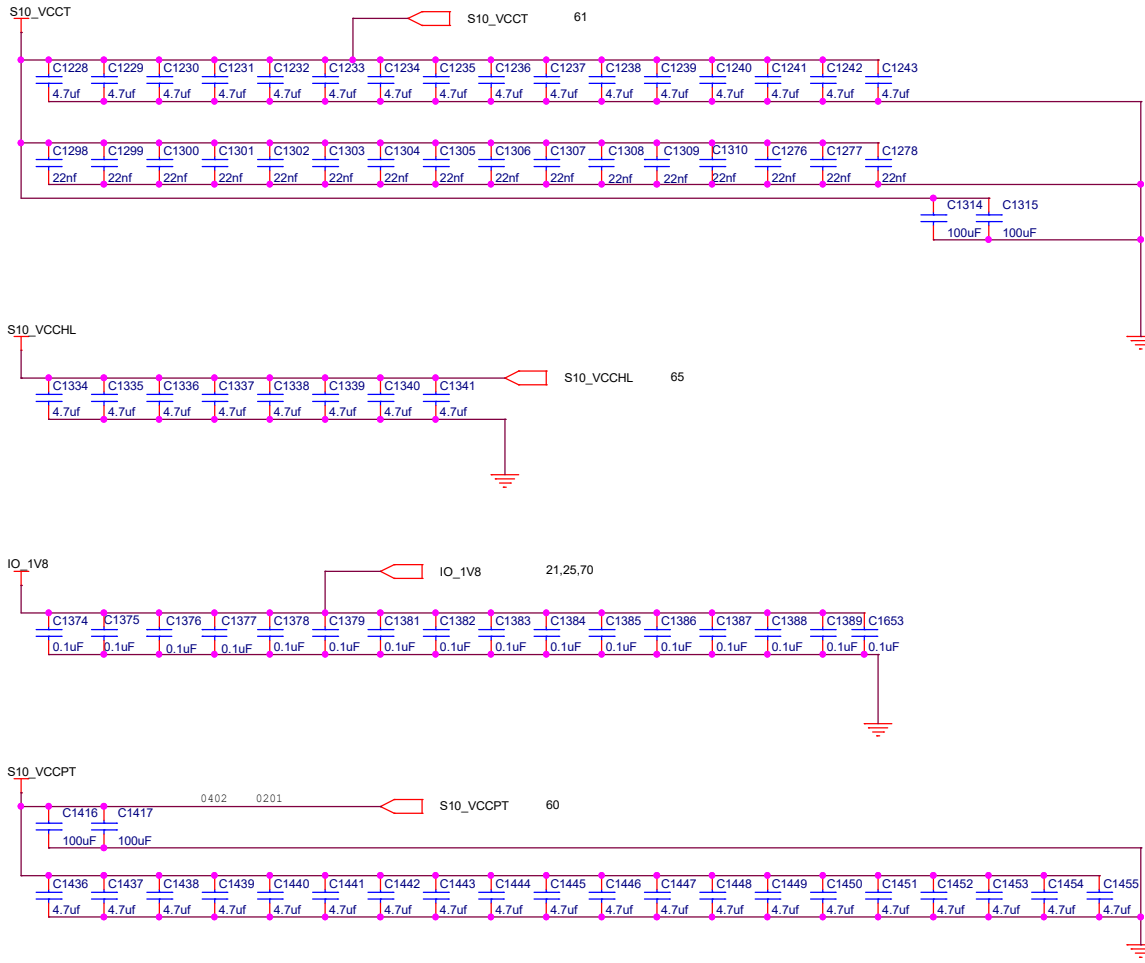 S10_VCCT
S10_VCCT 61
C1228 C1229 C1230 C1231 C1232 C1233 C1234 C1235 C1236 C1237 C1238 C1239 C1240 C1241 C1242 C1243
4.7uf 4.7uf 4.7uf 4.7uf 4.7uf 4.7uf 4.7uf 4.7uf 4.7uf 4.7uf 4.7uf 4.7uf 4.7uf 4.7uf 4.7uf 4.7uf
C1298 C1299 C1300 C1301 C1302 C1303 C1304 C1305 C1306 C1307 C1308 C1309 C1310 C1276 C1277 C1278
22nf 22nf 22nf 22nf 22nf 22nf 22nf 22nf 22nf 22nf 22nf 22nf 22nf 22nf 22nf 22nf
C1314 C1315
100uF 100uF
S10_VCCHL
S10_VCCHL 65
C1334 C1335 C1336 C1337 C1338 C1339 C1340 C1341
4.7uf 4.7uf 4.7uf 4.7uf 4.7uf 4.7uf 4.7uf 4.7uf
IO_1V8
IO_1V8 21,25,70
C1374 C1375 C1376 C1377 C1378 C1379 C1381 C1382 C1383 C1384 C1385 C1386 C1387 C1388 C1389 C1653
0.1uF 0.1uF 0.1uF 0.1uF 0.1uF 0.1uF 0.1uF 0.1uF 0.1uF 0.1uF 0.1uF 0.1uF 0.1uF 0.1uF 0.1uF 0.1uF
S10_VCCPT
0402 0201 S10_VCCPT 60
C1416 C1417
100uF 100uF
C1436 C1437 C1438 C1439 C1440 C1441 C1442 C1443 C1444 C1445 C1446 C1447 C1448 C1449 C1450 C1451 C1452 C1453 C1454 C1455
4.7uf 4.7uf 4.7uf 4.7uf 4.7uf 4.7uf 4.7uf 4.7uf 4.7uf 4.7uf 4.7uf 4.7uf 4.7uf 4.7uf 4.7uf 4.7uf 4.7uf 4.7uf 4.7uf 4.7uf